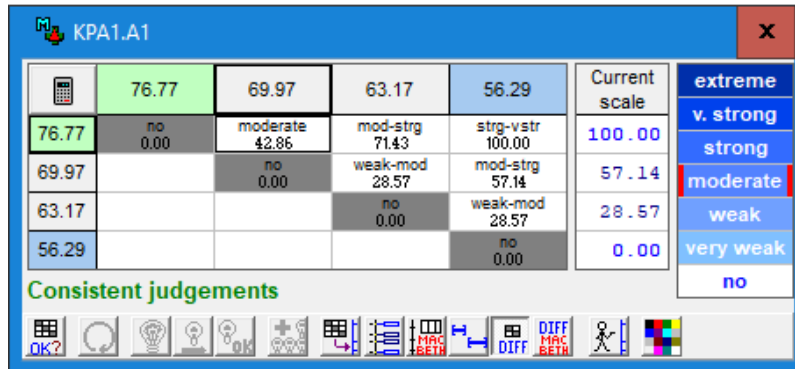 KPA1.A1
x
76.77 69.97 63.17 56.29 Current scale
extreme
v. strong
strong
moderate
weak
very weak
no
76.77 no 0.00 moderate 42.86 mod-strg 71.43 strg-vstr 100.00 100.00
69.97 no 0.00 weak-mod 28.57 mod-strg 57.14 57.14
63.17 no 0.00 weak-mod 28.57 28.57
56.29 no 0.00 0.00
Consistent judgements
OK? OK MAC BETH DIFF DIFF MAC BETH